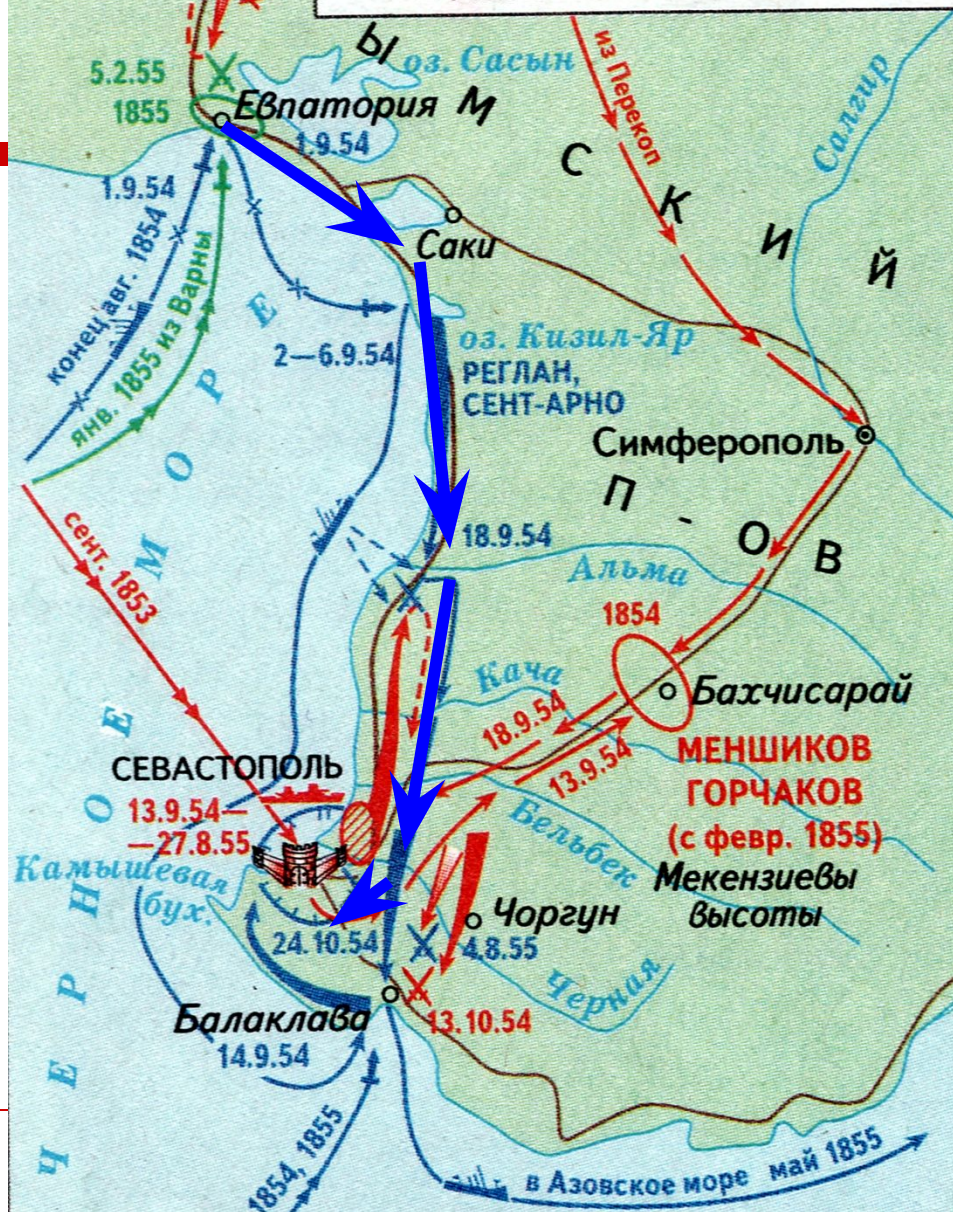 Ы М С К И Й
П - О В
оз. Сасын
из Перекоп
Салгир
5.2.55
1855
Евпатория
1.9.54
1.9.54
конец авг. 1854
янв. 1855 из Варны
Саки
2—6.9.54
оз. Кизил-Яр
РЕГЛАН,
СЕНТ-АРНО
Симферополь
сент. 1853
18.9.54
Альма
1854
Кача
Бахчисарай
18.9.54
13.9.54
МЕНШИКОВ
ГОРЧАКОВ
(с февр. 1855)
СЕВАСТОПОЛЬ
13.9.54—
—27.8.55
Бельбек
Мекензиевы
высоты
Камышевая
бух.
Чоргун
24.10.54
4.8.55
Черная
Балаклава
13.10.54
14.9.54
1854, 1855
в Азовское море май 1855
ЧЕРНОЕ МОРЕ